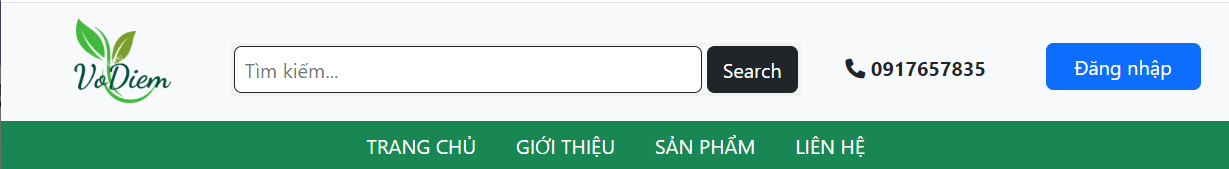 VoDiem
Tìm kiếm...
Search
0917657835
Đăng nhập
TRANG CHỦ GIỚI THIỆU SẢN PHẨM LIÊN HỆ